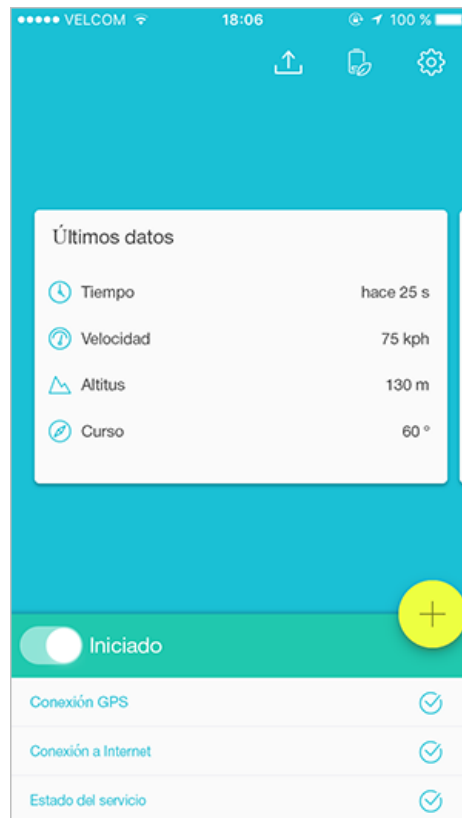 VELCOM 18:06 100 %
Últimos datos
Tiempo hace 25 s
Velocidad 75 kph
Altitus 130 m
Curso 60 °
Iniciado
Conexión GPS
Conexión a Internet
Estado del servicio